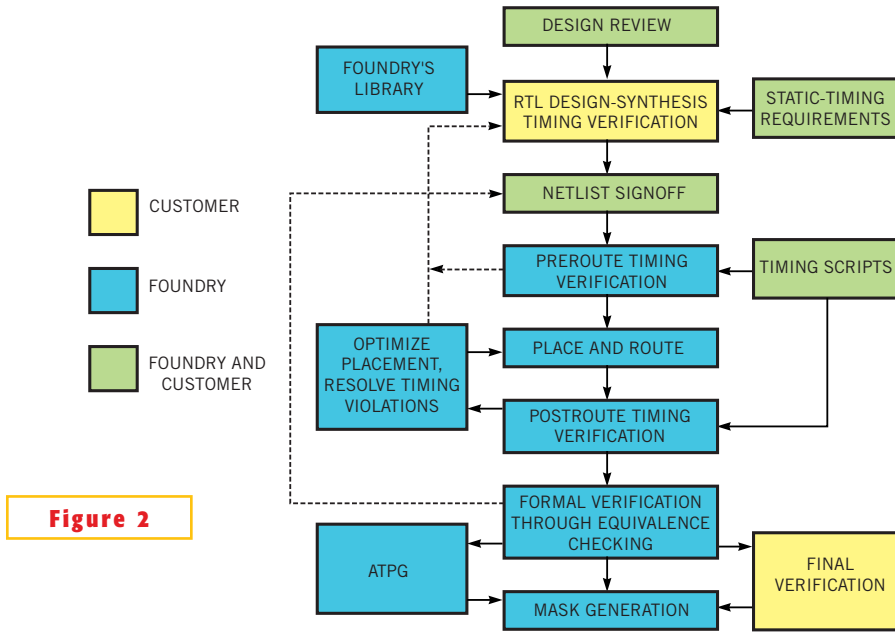 DESIGN REVIEW
FOUNDRY'S
LIBRARY
RTL DESIGN-SYNTHESIS
TIMING VERIFICATION
STATIC-TIMING
REQUIREMENTS
NETLIST SIGNOFF
CUSTOMER
FOUNDRY
FOUNDRY AND
CUSTOMER
PREROUTE TIMING
VERIFICATION
TIMING SCRIPTS
OPTIMIZE
PLACEMENT,
RESOLVE TIMING
VIOLATIONS
PLACE AND ROUTE
POSTROUTE TIMING
VERIFICATION
Figure 2
FORMAL VERIFICATION
THROUGH EQUIVALENCE
CHECKING
ATPG
FINAL
VERIFICATION
MASK GENERATION